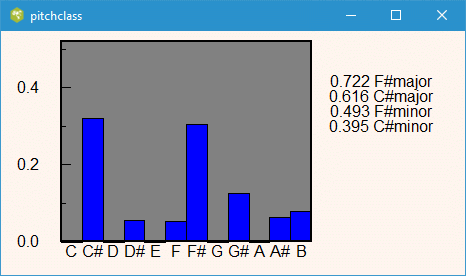 pitchclass
0.4
0.2
0.0
C C# D D# E F F# G G# A A# B
0.722 F#major
0.616 C#major
0.493 F#minor
0.395 C#minor